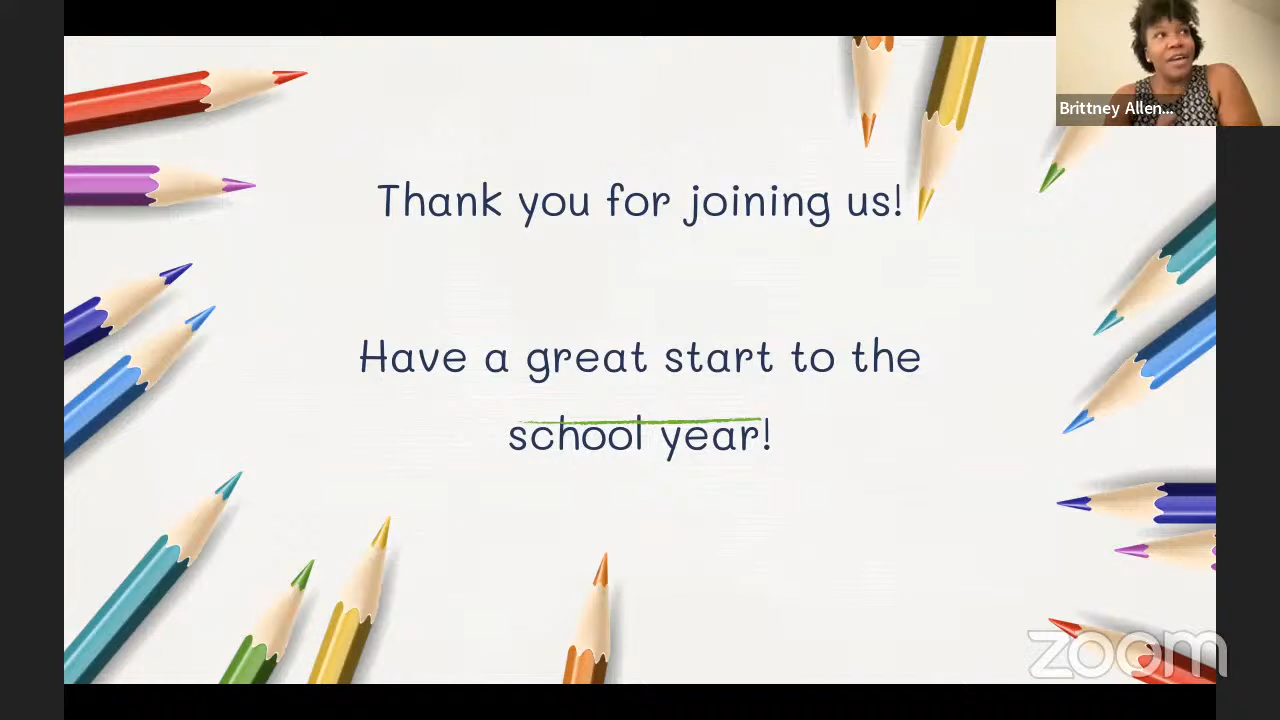 Brittney Allen...
Thank you for joining us!
Have a great start to the
school year!
zoom